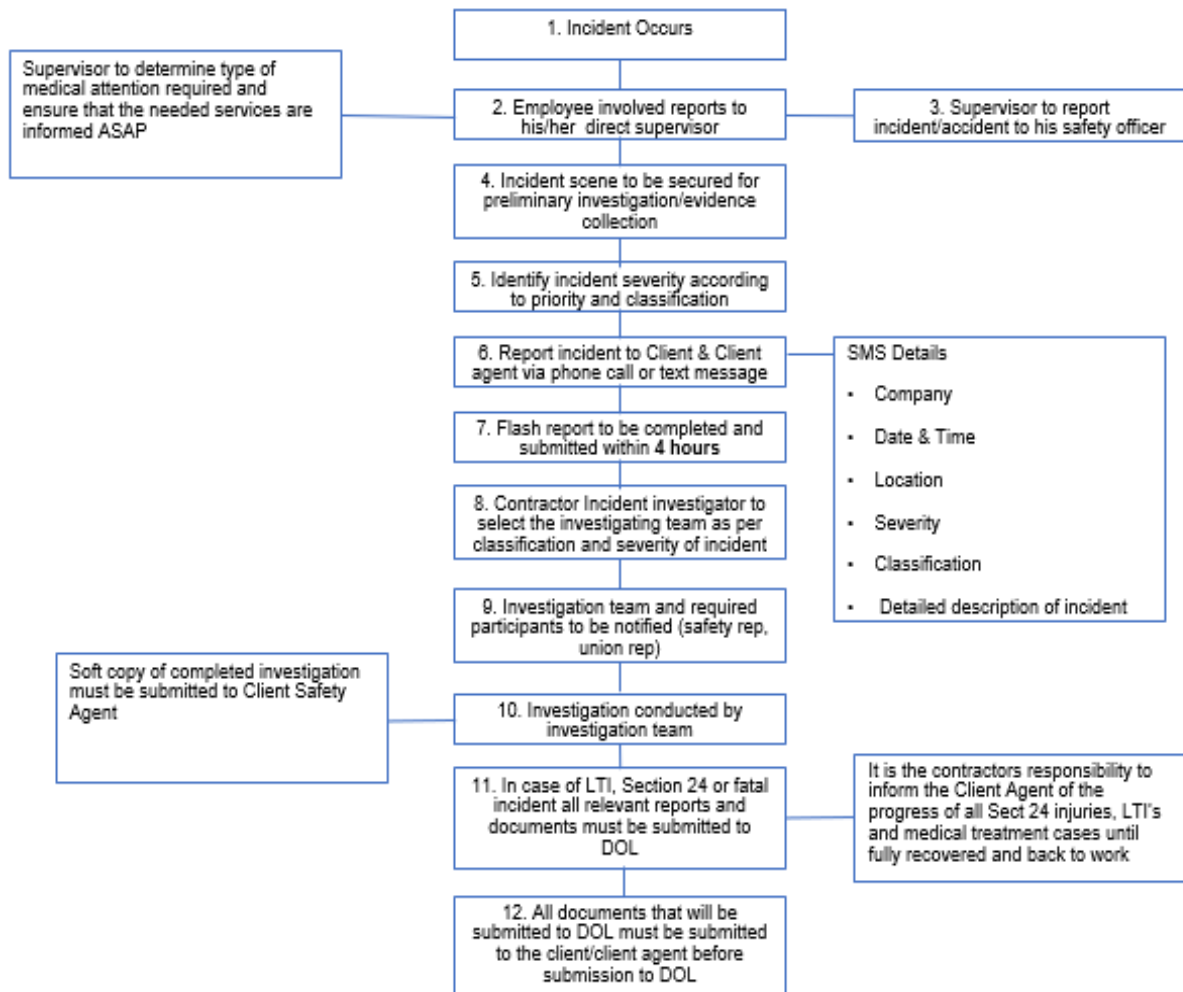 1. Incident Occurs
Supervisor to determine type of
medical attention required and
ensure that the needed services are
informed ASAP
2. Employee involved reports to
his/her direct supervisor
3. Supervisor to report
incident/accident to his safety officer
4. Incident scene to be secured for
preliminary investigation/evidence
collection
5. Identify incident severity according
to priority and classification
6. Report incident to Client & Client
agent via phone call or text message
SMS Details
▪ Company
▪ Date & Time
▪ Location
▪ Severity
▪ Classification
▪ Detailed description of incident
7. Flash report to be completed and
submitted within 4 hours
8. Contractor Incident investigator to
select the investigating team as per
classification and severity of incident
9. Investigation team and required
participants to be notified (safety rep,
union rep)
Soft copy of completed investigation
must be submitted to Client Safety
Agent
10. Investigation conducted by
investigation team
11. In case of LTI, Section 24 or fatal
incident all relevant reports and
documents must be submitted to
DOL
It is the contractors responsibility to
inform the Client Agent of the
progress of all Sect 24 injuries, LTI's
and medical treatment cases until
fully recovered and back to work
12. All documents that will be
submitted to DOL must be submitted
to the client/client agent before
submission to DOL